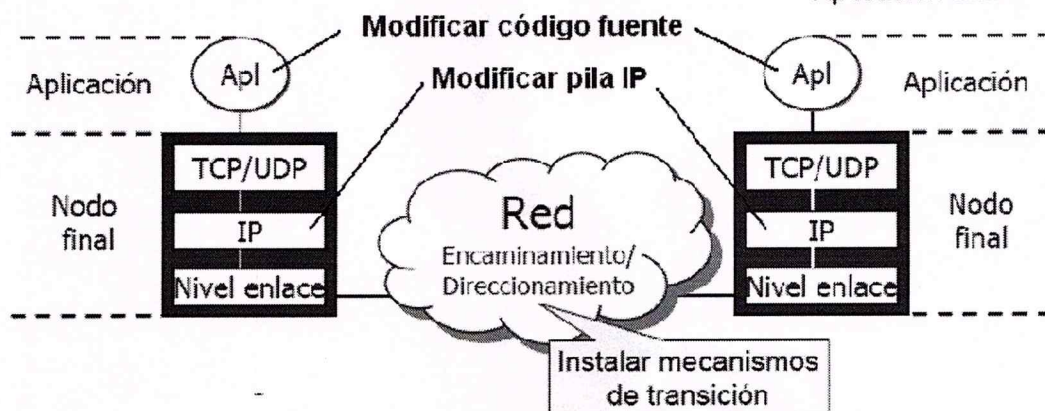 Modificar código fuente
Aplicación
Apl
Modificar pila IP
Apl
Aplicación
Nodo
final
TCP/UDP
IP
Nivel enlace
Red
Encaminamiento/
Direccionamiento
TCP/UDP
IP
Nivel enlace
Nodo
final
Instalar mecanismos
de transición